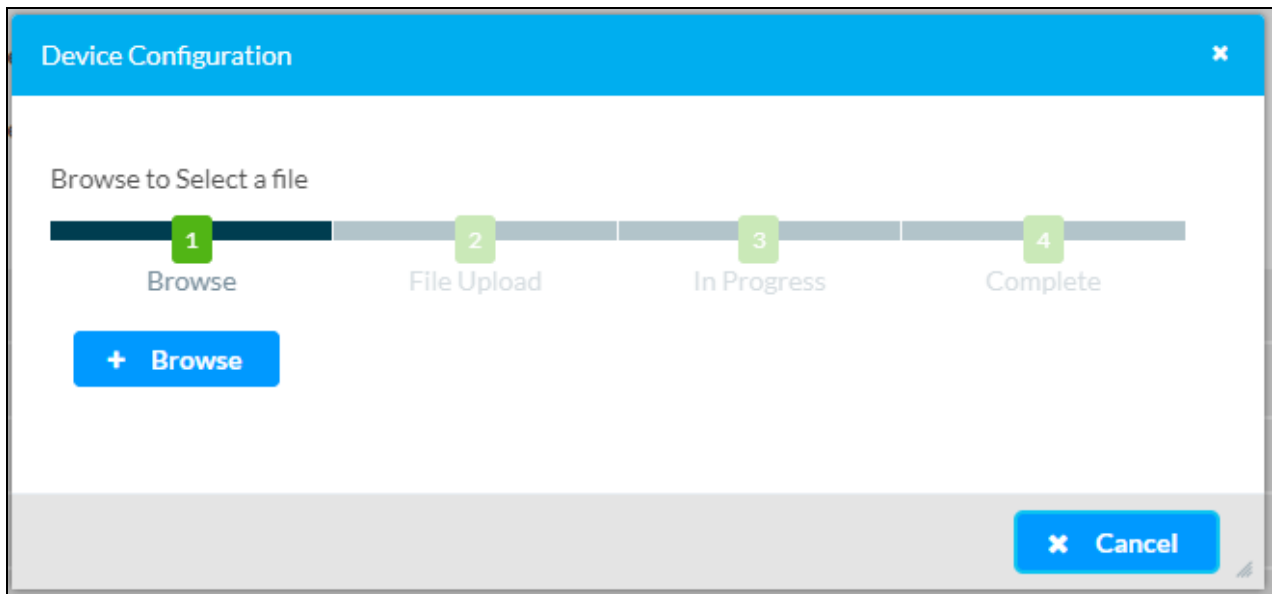 Device Configuration
Browse to Select a file
1 2 3 4
Browse File Upload In Progress Complete
+ Browse
Cancel